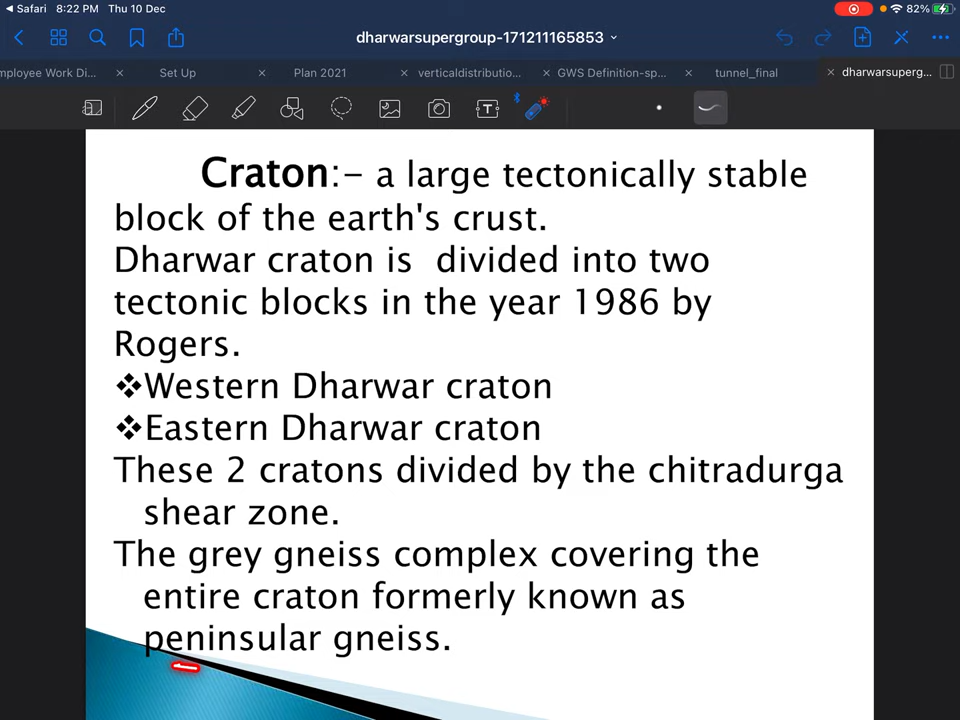 Safari 8:22 PM Thu 10 Dec 82%
dharwarsupergroup-171211165853
mployee Work Di... Set Up Plan 2021 verticaldistributio... GWS Definition-sp... tunnel_final dharwarsuperg...
Craton:- a large tectonically stable
block of the earth's crust.
Dharwar craton is divided into two
tectonic blocks in the year 1986 by
Rogers.
❖Western Dharwar craton
❖Eastern Dharwar craton
These 2 cratons divided by the chitradurga
shear zone.
The grey gneiss complex covering the
entire craton formerly known as
peninsular gneiss.